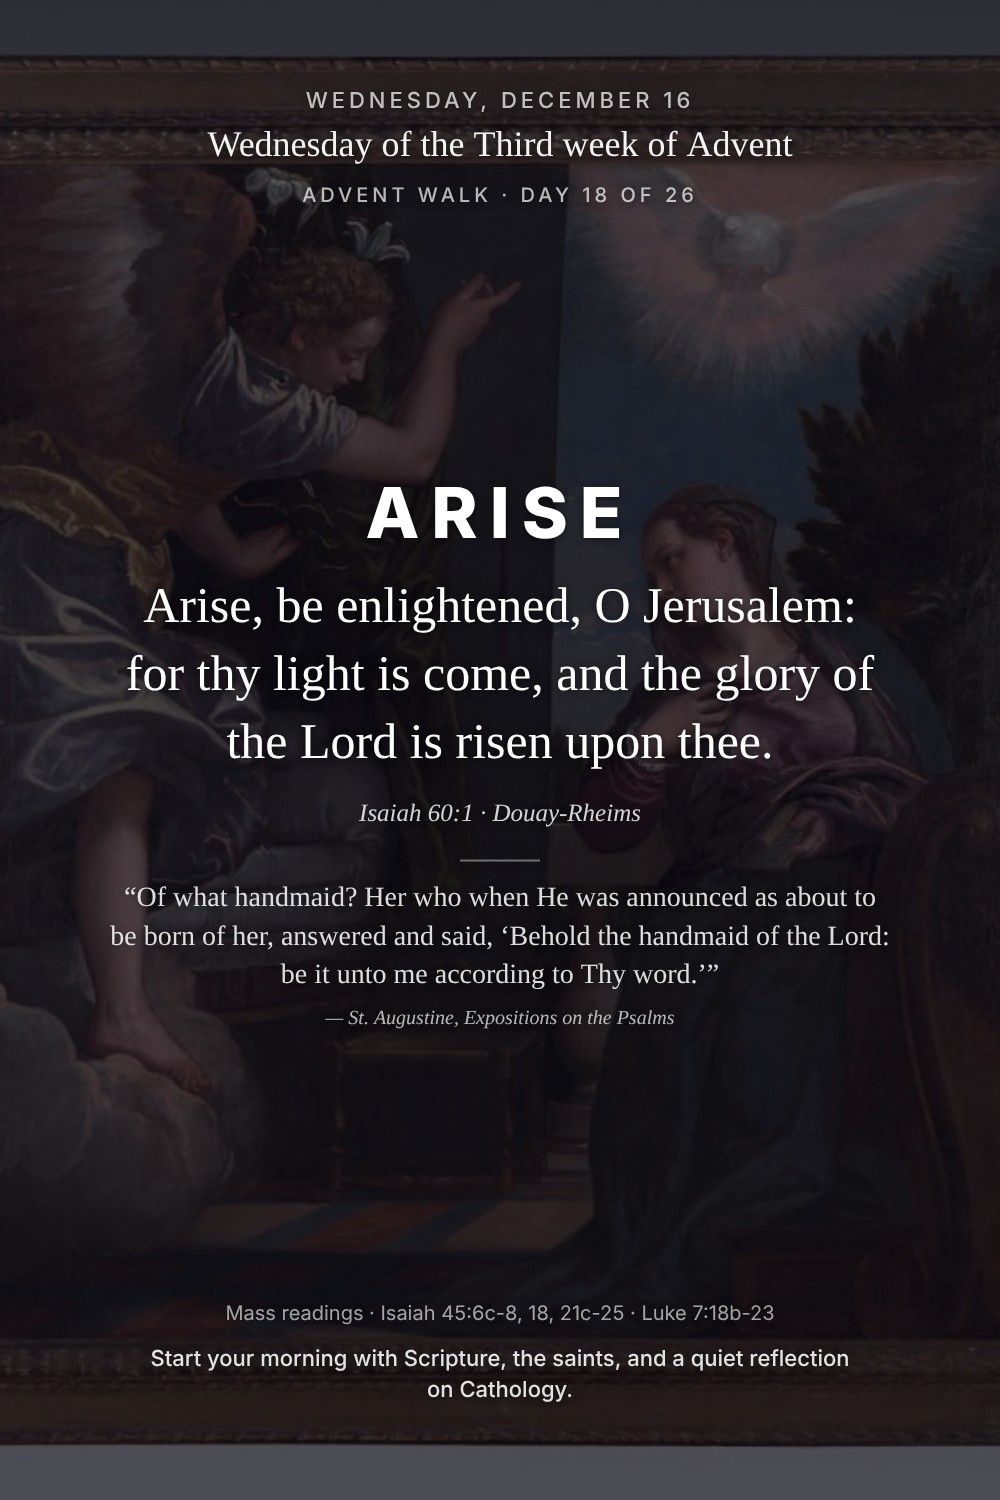 WEDNESDAY, DECEMBER 16
Wednesday of the Third week of Advent
ADVENT WALK · DAY 18 OF 26
ARISE
Arise, be enlightened, O Jerusalem:
for thy light is come, and the glory of
the Lord is risen upon thee.
Isaiah 60:1 · Douay-Rheims
“Of what handmaid? Her who when He was announced as about to
be born of her, answered and said, ‘Behold the handmaid of the Lord:
be it unto me according to Thy word.’”
— St. Augustine, Expositions on the Psalms
Mass readings · Isaiah 45:6c-8, 18, 21c-25 · Luke 7:18b-23
Start your morning with Scripture, the saints, and a quiet reflection
on Cathology.